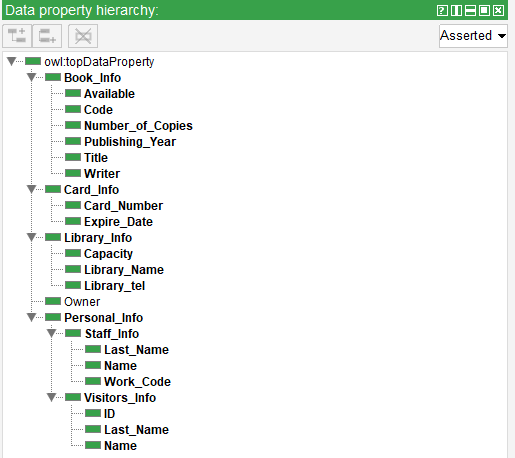 Data property hierarchy:
Asserted
owl:topDataProperty
Book_Info
Available
Code
Number_of_Copies
Publishing_Year
Title
Writer
Card_Info
Card_Number
Expire_Date
Library_Info
Capacity
Library_Name
Library_tel
Owner
Personal_Info
Staff_Info
Last_Name
Name
Work_Code
Visitors_Info
ID
Last_Name
Name